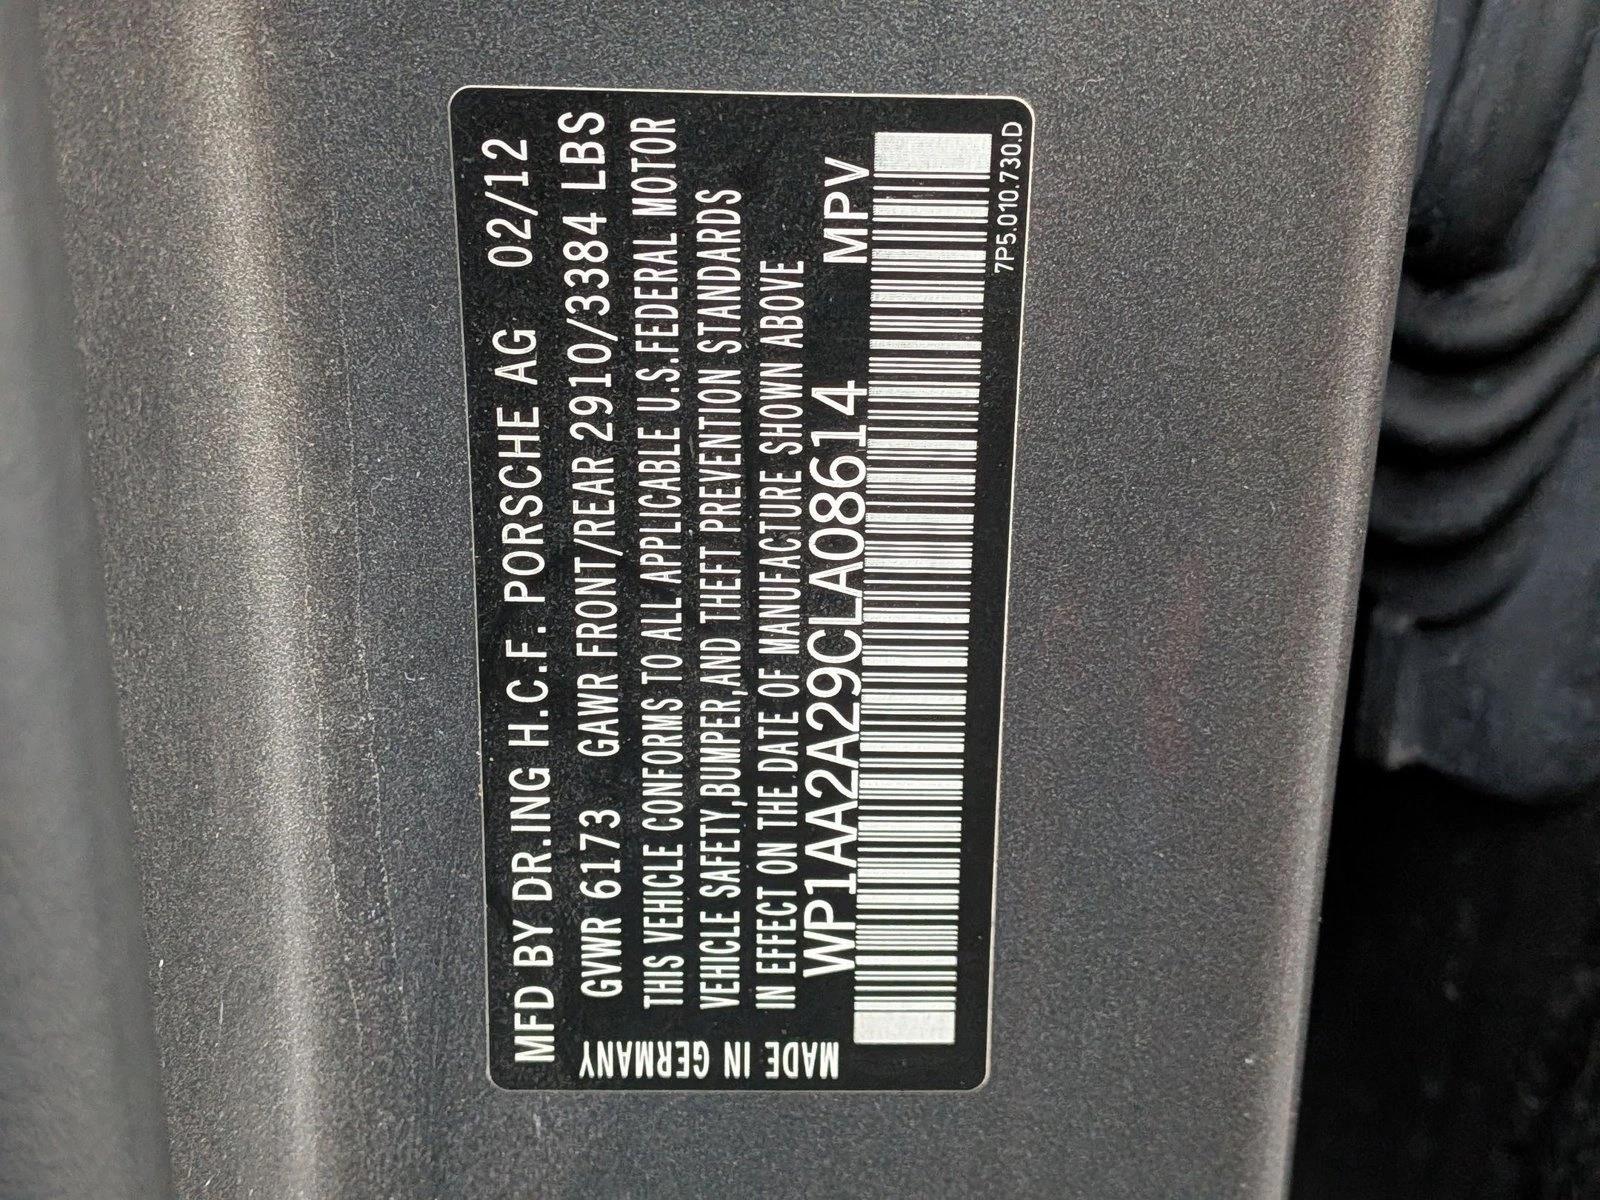 MFD BY DR.ING H.C.F. PORSCHE AG 02/12
GVWR 6173 GAWR FRONT/REAR 2910/3384 LBS
THIS VEHICLE CONFORMS TO ALL APPLICABLE U.S.FEDERAL MOTOR
VEHICLE SAFETY,BUMPER,AND THEFT PREVENTION STANDARDS
IN EFFECT ON THE DATE OF MANUFACTURE SHOWN ABOVE
WP1AA2A29CLA08614 MPV
7P5.010.730.D
MADE IN GERMANY